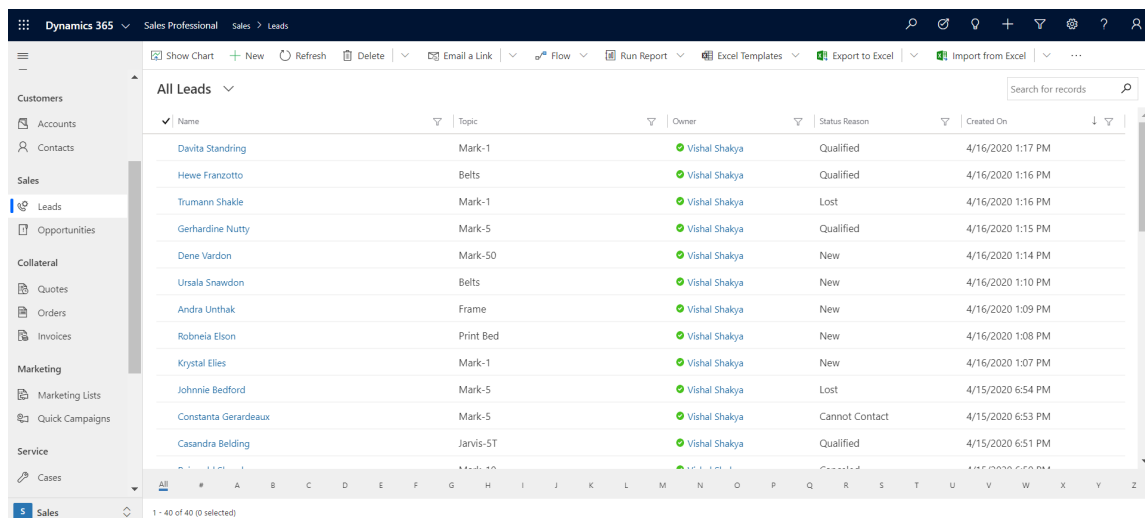 Dynamics 365 Sales Professional Sales > Leads
Show Chart New Refresh Delete Email a Link Flow Run Report Excel Templates Export to Excel Import from Excel ...
Customers
Accounts
Contacts
Sales
Leads
Opportunities
Collateral
Quotes
Orders
Invoices
Marketing
Marketing Lists
Quick Campaigns
Service
Cases
S Sales
All Leads
Search for records
Name Topic Owner Status Reason Created On
Davita Standring Mark-1 Vishal Shakya Qualified 4/16/2020 1:17 PM
Hewe Franzotto Belts Vishal Shakya Qualified 4/16/2020 1:16 PM
Trumann Shakle Mark-1 Vishal Shakya Lost 4/16/2020 1:16 PM
Gerhardine Nutty Mark-5 Vishal Shakya Qualified 4/16/2020 1:15 PM
Dene Vardon Mark-50 Vishal Shakya New 4/16/2020 1:14 PM
Ursala Snawdon Belts Vishal Shakya New 4/16/2020 1:10 PM
Andra Unthak Frame Vishal Shakya New 4/16/2020 1:09 PM
Robneia Elson Print Bed Vishal Shakya New 4/16/2020 1:08 PM
Krystal Elies Mark-1 Vishal Shakya New 4/16/2020 1:07 PM
Johnnie Bedford Mark-5 Vishal Shakya Lost 4/15/2020 6:54 PM
Constanta Gerardeaux Mark-5 Vishal Shakya Cannot Contact 4/15/2020 6:53 PM
Casandra Belding Jarvis-5T Vishal Shakya Qualified 4/15/2020 6:51 PM
All # A B C D E F G H I J K L M N O P Q R S T U V W X Y Z
1 - 40 of 40 (0 selected)